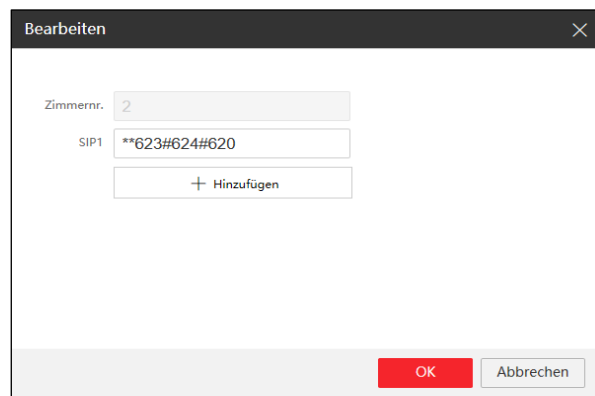 Bearbeiten
Zimmernr. 2
SIP1 **623#624#620
+ Hinzufügen
OK Abbrechen